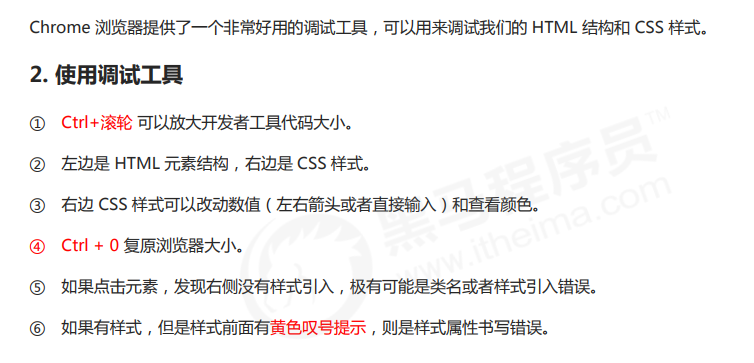 Chrome 浏览器提供了一个非常好用的调试工具，可以用来调试我们的 HTML 结构和 CSS 样式。
2. 使用调试工具
① Ctrl+滚轮 可以放大开发者工具代码大小。
② 左边是 HTML 元素结构，右边是 CSS 样式。
③ 右边 CSS 样式可以改动数值（左右箭头或者直接输入）和查看颜色。
④ Ctrl + 0 复原浏览器大小。
⑤ 如果点击元素，发现右侧没有样式引入，极有可能是类名或者样式引入错误。
⑥ 如果有样式，但是样式前面有黄色叹号提示，则是样式属性书写错误。
黑马程序员™
www.itheima.com